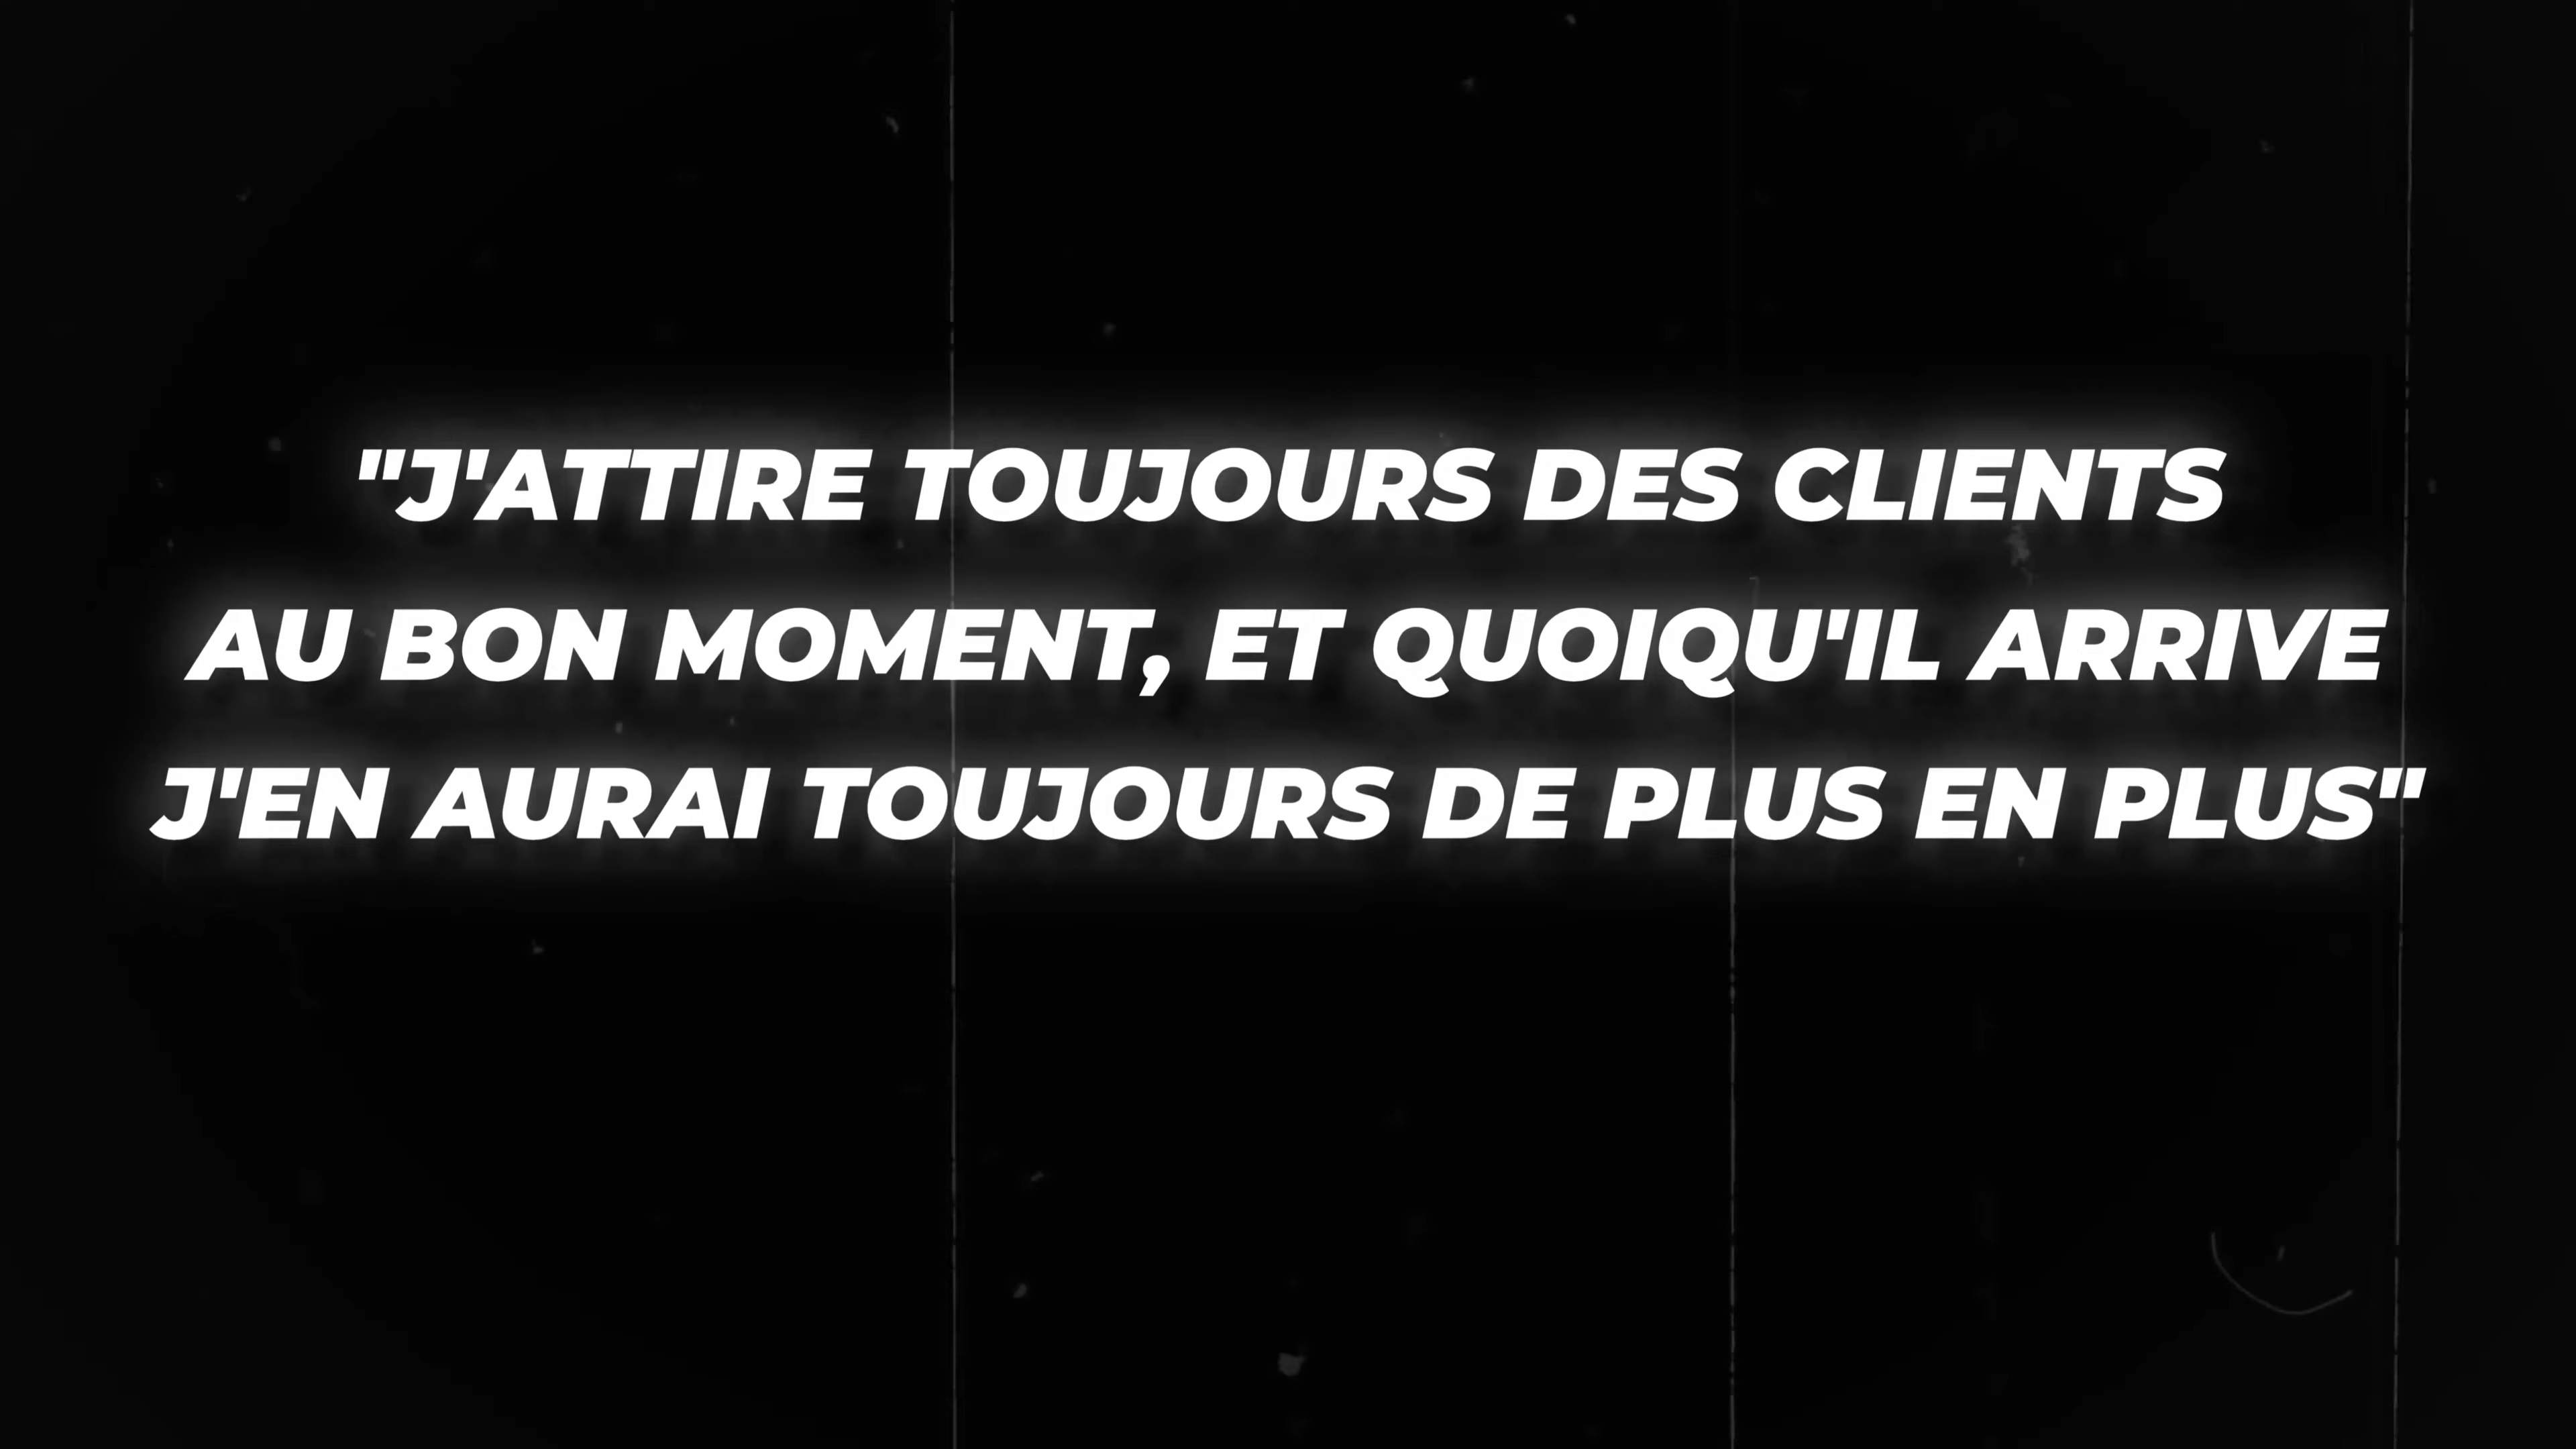 "J'ATTIRE TOUJOURS DES CLIENTS
AU BON MOMENT, ET QUOIQU'IL ARRIVE
J'EN AURAI TOUJOURS DE PLUS EN PLUS"